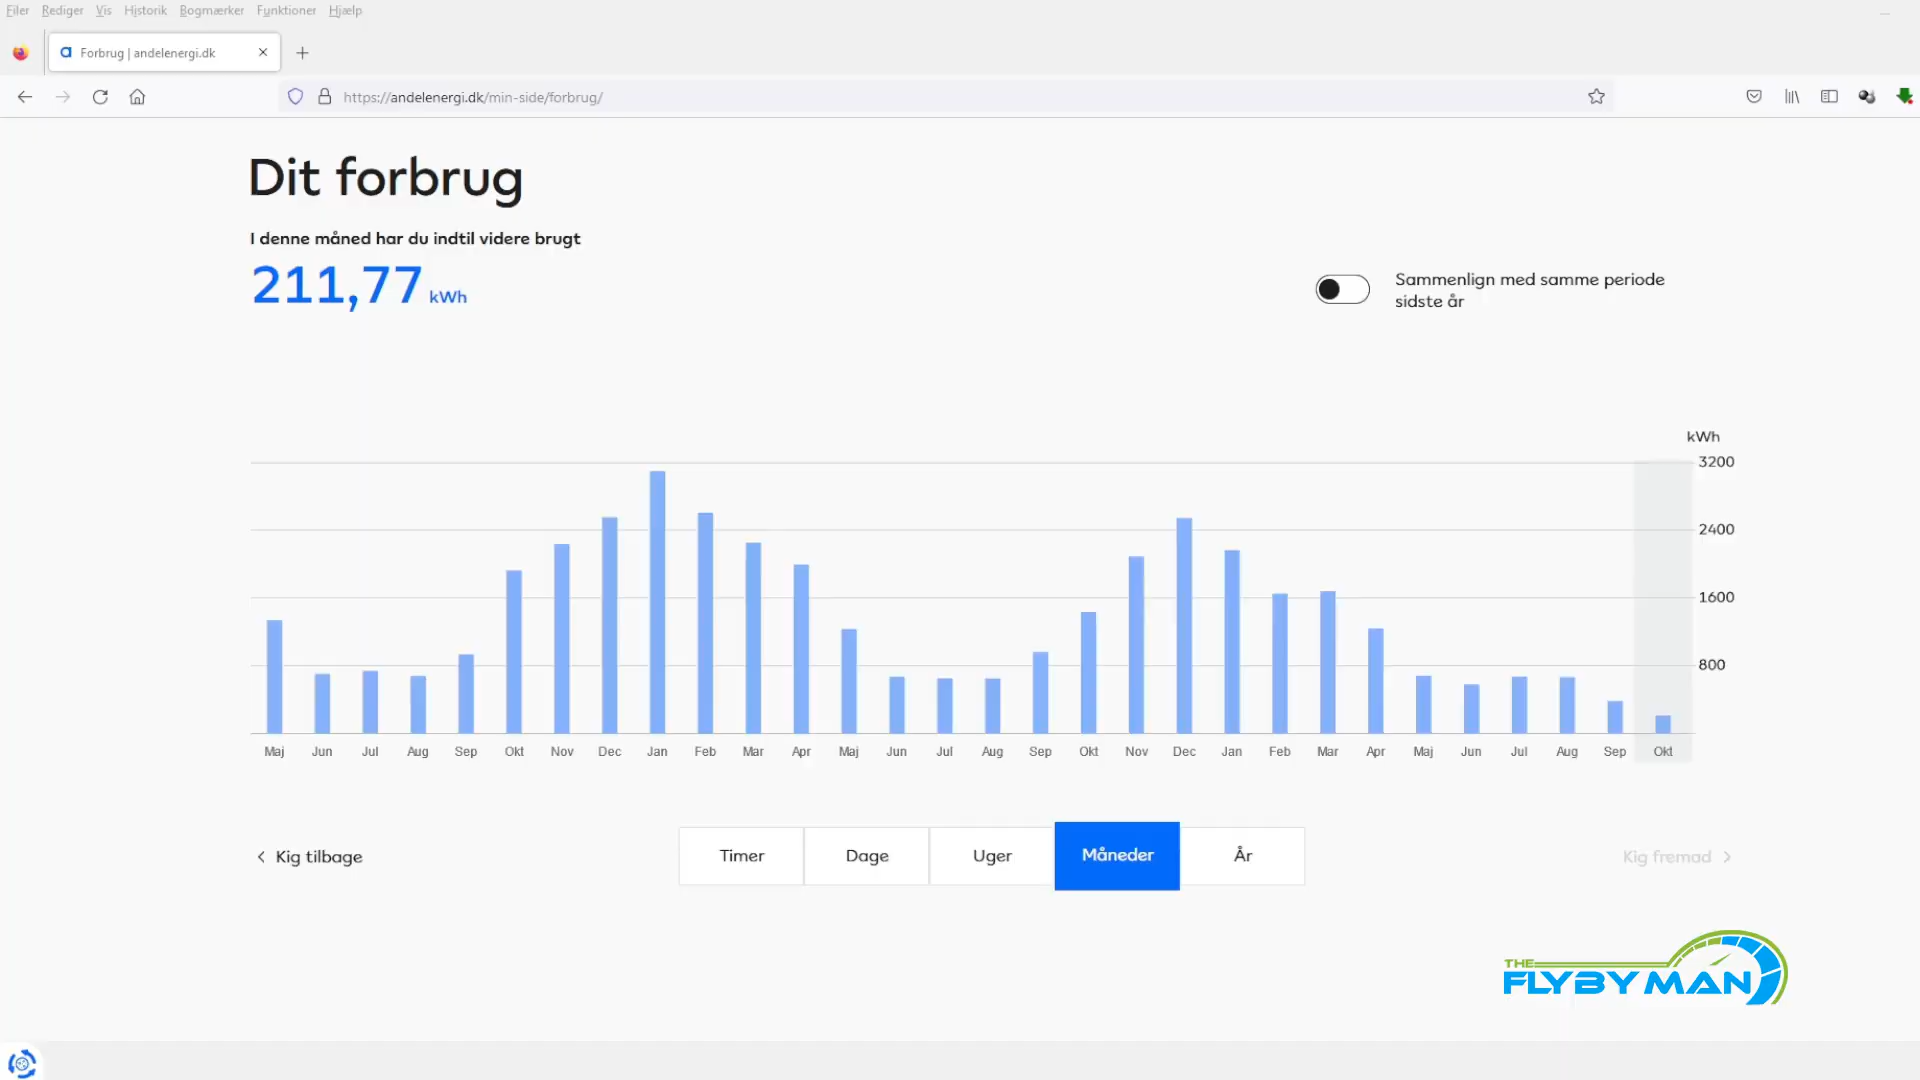 Filer Rediger Vis Historik Bogmærker Funktioner Hjælp
Forbrug | andelenergi.dk
https://andelenergi.dk/min-side/forbrug/
Dit forbrug
I denne måned har du indtil videre brugt
211,77 kWh
Sammenlign med samme periode
sidste år
kWh
3200
2400
1600
800
Maj Jun Jul Aug Sep Okt Nov Dec Jan Feb Mar Apr Maj Jun Jul Aug Sep Okt Nov Dec Jan Feb Mar Apr Maj Jun Jul Aug Sep Okt
Kig tilbage
Timer Dage Uger Måneder År
Kig fremad
THE
FLYBY MAN